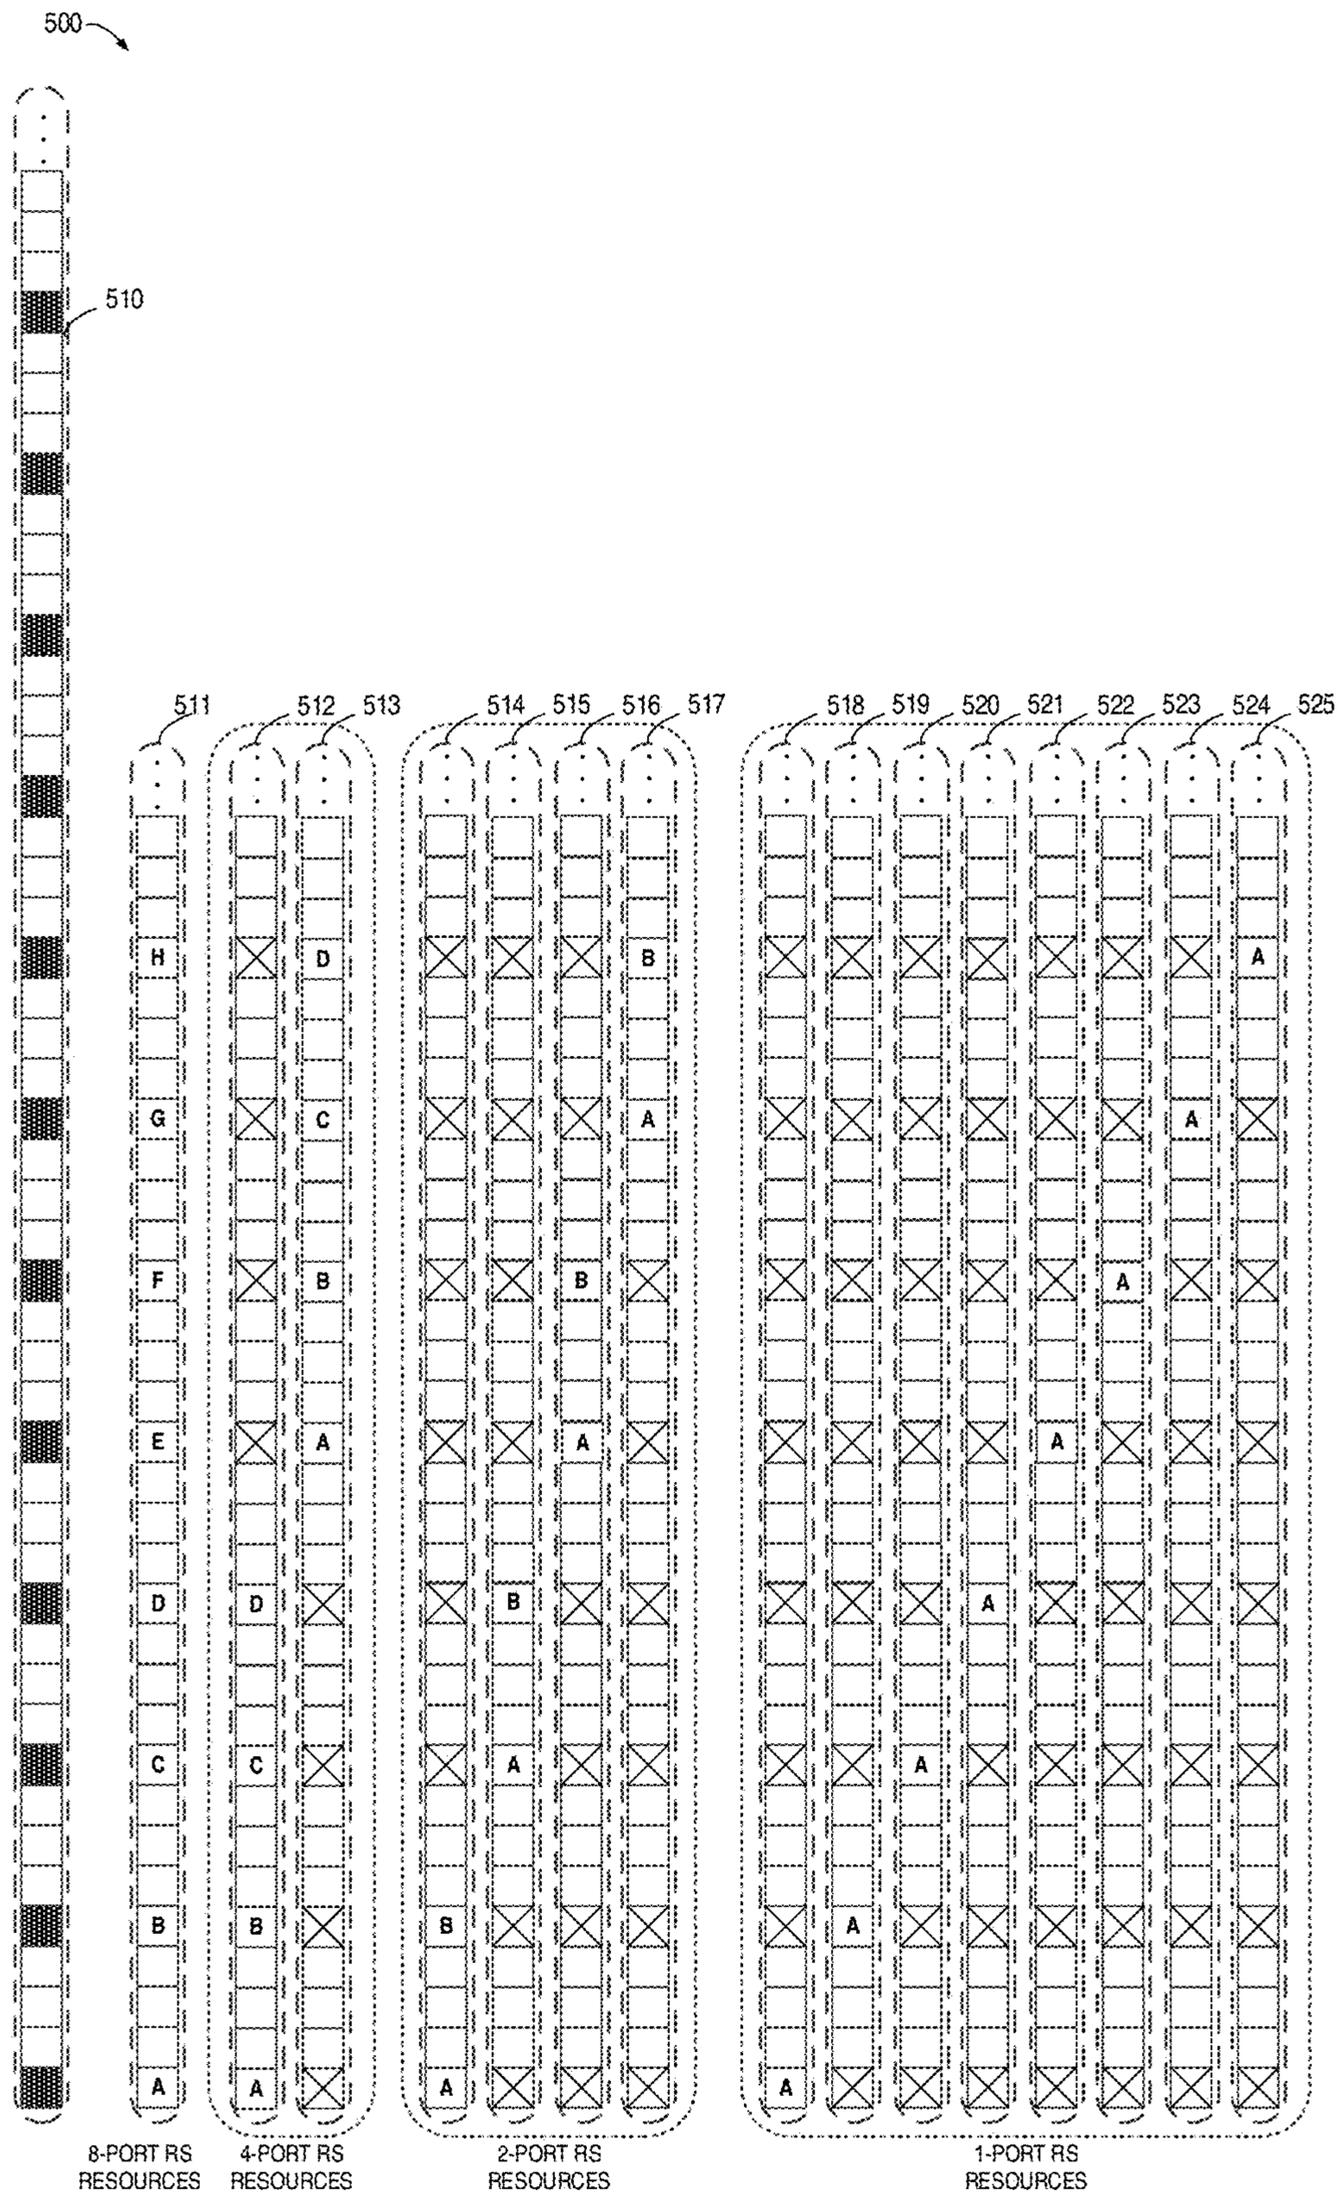 500
510
511 512 513 514 515 516 517 518 519 520 521 522 523 524 525
H D B A
G C A A
F B B A
E A A A
D D B A
C C A A
B B B A
A A A A
8-PORT RS
RESOURCES
4-PORT RS
RESOURCES
2-PORT RS
RESOURCES
1-PORT RS
RESOURCES